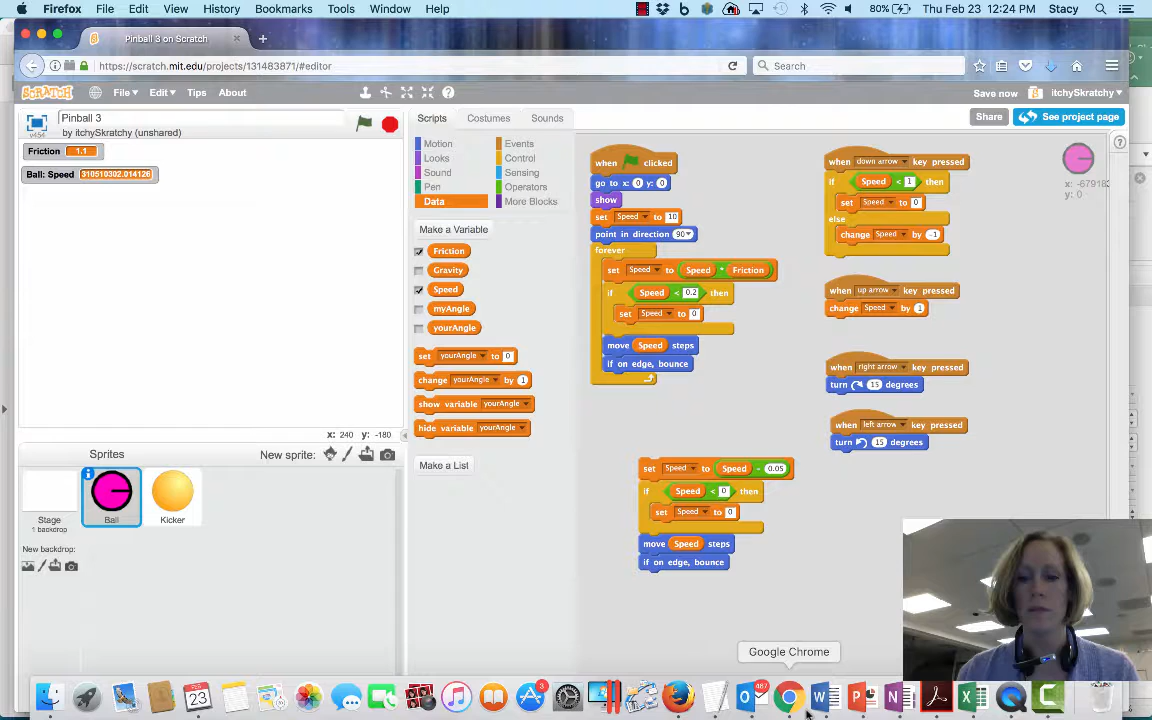 Firefox File Edit View History Bookmarks Tools Window Help 80% Thu Feb 23 12:24 PM Stacy
Pinball 3 on Scratch
https://scratch.mit.edu/projects/131483871/#editor
Search
SCRATCH File Edit Tips About Save now itchySkratchy
Pinball 3
by itchySkratchy (unshared)
v454
Scripts Costumes Sounds
Share See project page
Friction 1.1
Ball: Speed 310510302.014126
Motion Events
Looks Control
Sound Sensing
Pen Operators
Data More Blocks
Make a Variable
Friction
Gravity
Speed
myAngle
yourAngle
set yourAngle to 0
change yourAngle by 1
show variable yourAngle
hide variable yourAngle
Make a List
when clicked
go to x: 0 y: 0
show
set Speed to 10
point in direction 90
forever
set Speed to Speed * Friction
if Speed < 0.2 then
set Speed to 0
move Speed steps
if on edge, bounce
when down arrow key pressed
if Speed < 1 then
set Speed to 0
else
change Speed by -1
when up arrow key pressed
change Speed by 1
when right arrow key pressed
turn 15 degrees
when left arrow key pressed
turn 15 degrees
set Speed to Speed - 0.05
if Speed < 0 then
set Speed to 0
move Speed steps
if on edge, bounce
y: 0
x: 240 y: -180
Sprites New sprite:
Stage
1 backdrop
Ball
Kicker
New backdrop:
Google Chrome
FEB
23
3
487